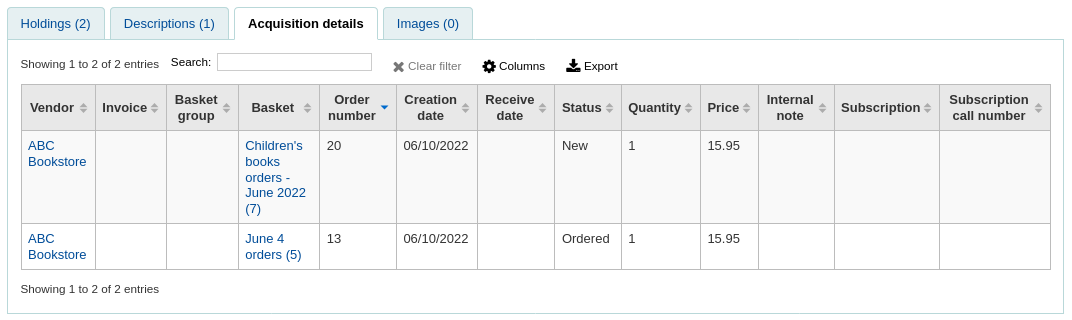 Holdings (2) Descriptions (1) Acquisition details Images (0)
Showing 1 to 2 of 2 entries Search: Clear filter Columns Export
Vendor Invoice Basket group Basket Order number Creation date Receive date Status Quantity Price Internal note Subscription Subscription call number
ABC Children's 20 06/10/2022 New 1 15.95
Bookstore books
orders -
June 2022
(7)
ABC June 4 13 06/10/2022 Ordered 1 15.95
Bookstore orders (5)
Showing 1 to 2 of 2 entries